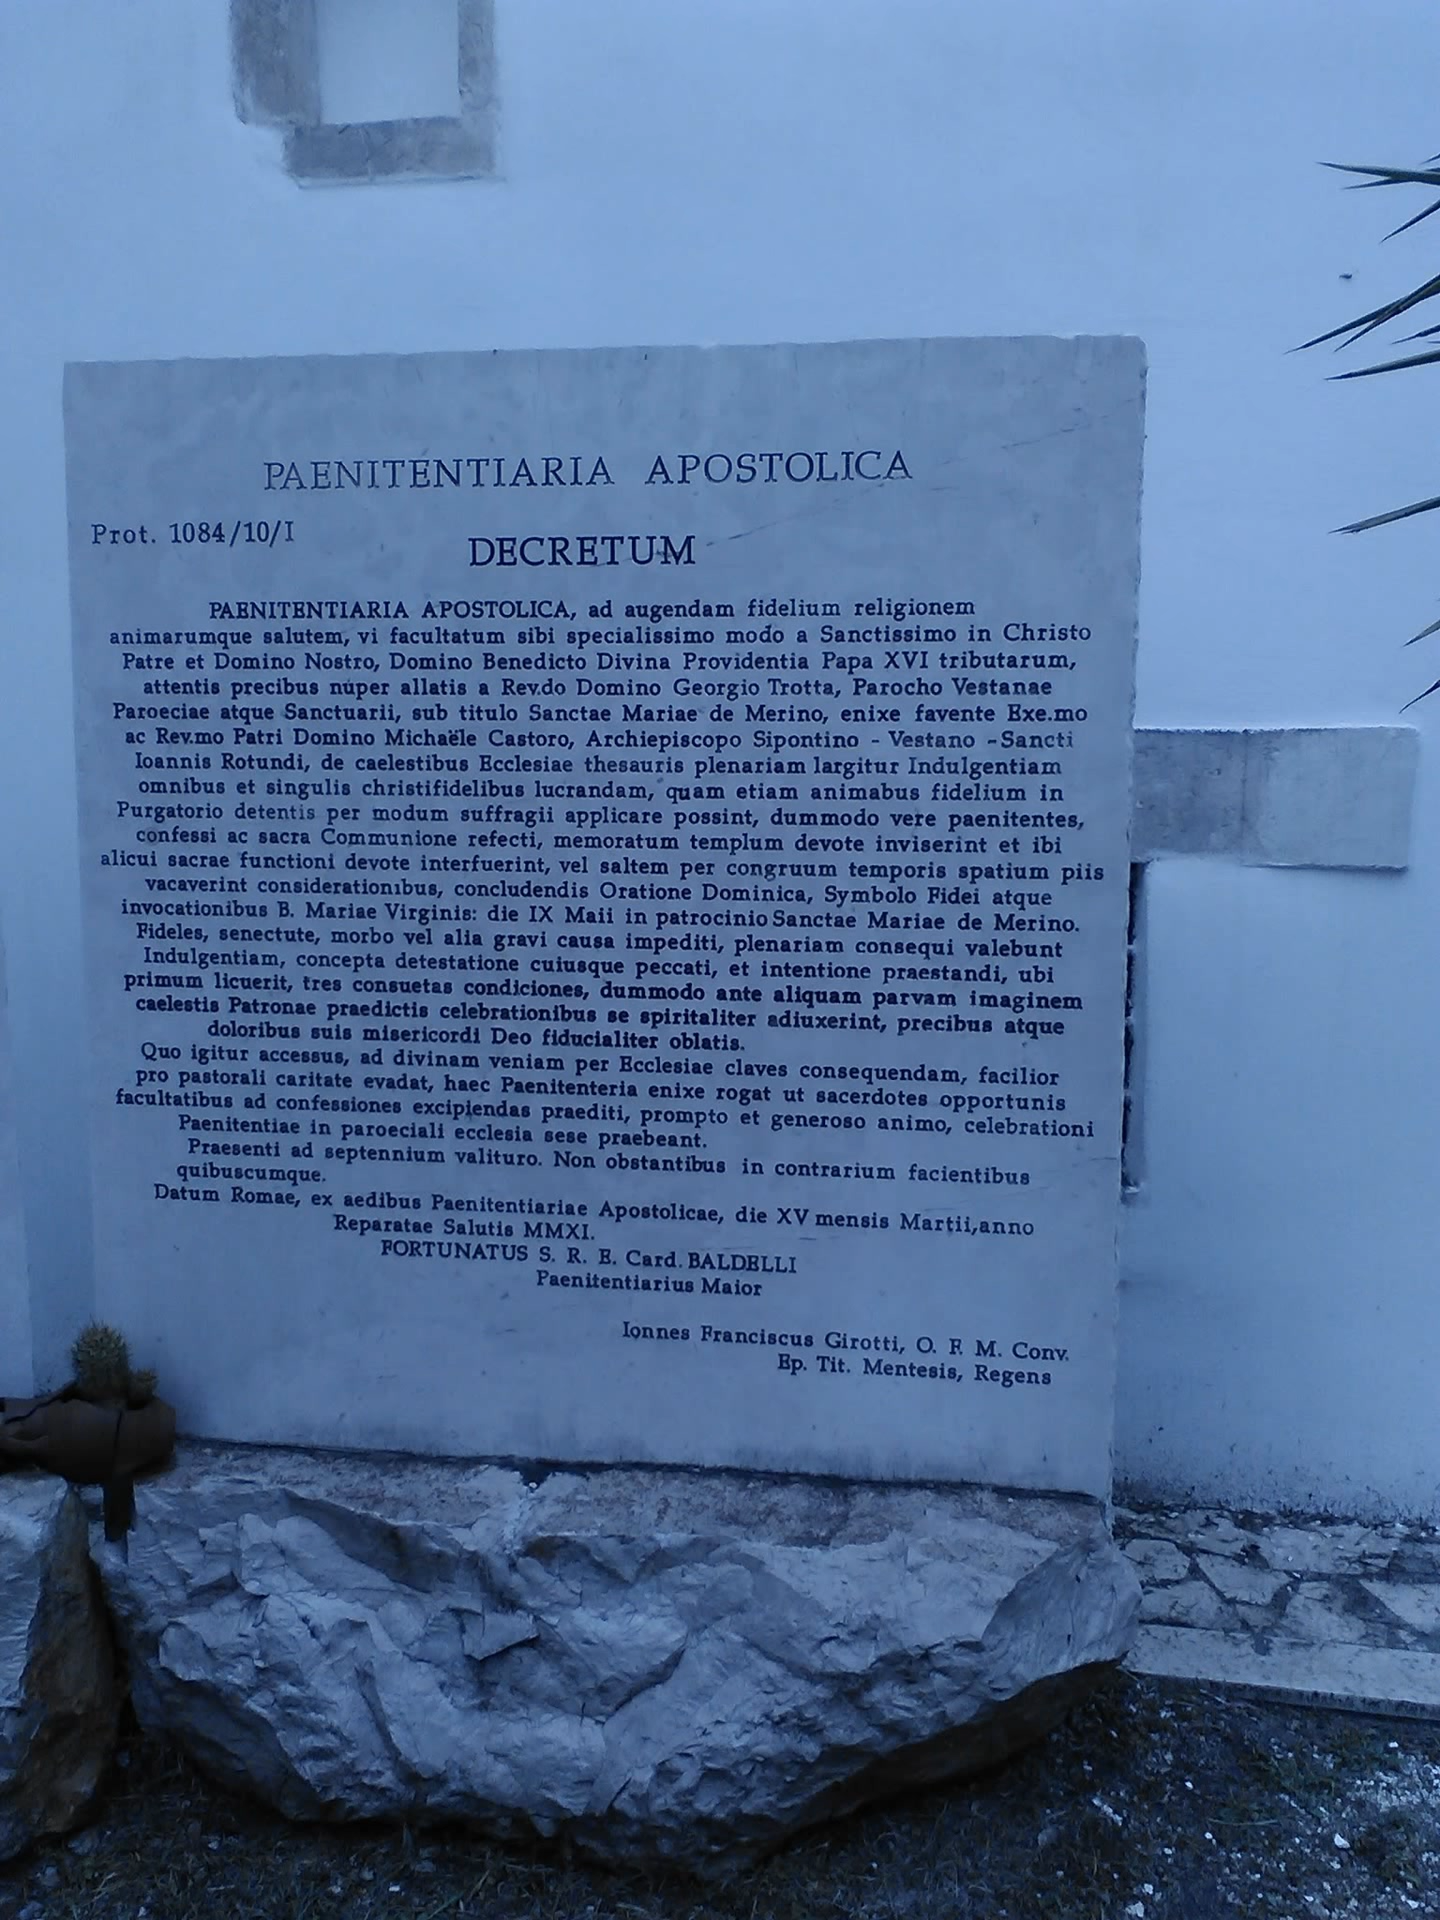 PAENITENTIARIA APOSTOLICA
Prot. 1084/10/I
DECRETUM
PAENITENTIARIA APOSTOLICA, ad augendam fidelium religionem
animarumque salutem, vi facultatum sibi specialissimo modo a Sanctissimo in Christo
Patre et Domino Nostro, Domino Benedicto Divina Providentia Papa XVI tributarum,
attentis precibus nuper allatis a Rev.do Domino Georgio Trotta, Parocho Vestanae
Paroeciae atque Sanctuarii, sub titulo Sanctae Mariae de Merino, enixe favente Exe.mo
ac Rev.mo Patri Domino Michaële Castoro, Archiepiscopo Sipontino - Vestano - Sancti
Ioannis Rotundi, de caelestibus Ecclesiae thesauris plenariam largitur Indulgentiam
omnibus et singulis christifidelibus lucrandam, quam etiam animabus fidelium in
Purgatorio detentis per modum suffragii applicare possint, dummodo vere paenitentes,
confessi ac sacra Communione refecti, memoratum templum devote inviserint et ibi
alicui sacrae functioni devote interfuerint, vel saltem per congruum temporis spatium piis
vacaverint considerationibus, concludendis Oratione Dominica, Symbolo Fidei atque
invocationibus B. Mariae Virginis: die IX Maii in patrocinio Sanctae Mariae de Merino.
Fideles, senectute, morbo vel alia gravi causa impediti, plenariam consequi valebunt
Indulgentiam, concepta detestatione cuiusque peccati, et intentione praestandi, ubi
primum licuerit, tres consuetas condiciones, dummodo ante aliquam parvam imaginem
caelestis Patronae praedictis celebrationibus se spiritaliter adiuxerint, precibus atque
doloribus suis misericordi Deo fiducialiter oblatis.
Quo igitur accessus, ad divinam veniam per Ecclesiae claves consequendam, facilior
pro pastorali caritate evadat, haec Paenitenteria enixe rogat ut sacerdotes opportunis
facultatibus ad confessiones excipiendas praediti, prompto et generoso animo, celebrationi
Paenitentiae in paroeciali ecclesia sese praebeant.
Praesenti ad septennium valituro. Non obstantibus in contrarium facientibus
quibuscumque.
Datum Romae, ex aedibus Paenitentiariae Apostolicae, die XV mensis Martii,anno
Reparatae Salutis MMXI.
FORTUNATUS S. R. E. Card. BALDELLI
Paenitentiarius Maior
Ionnes Franciscus Girotti, O. F. M. Conv.
Ep. Tit. Mentesis, Regens